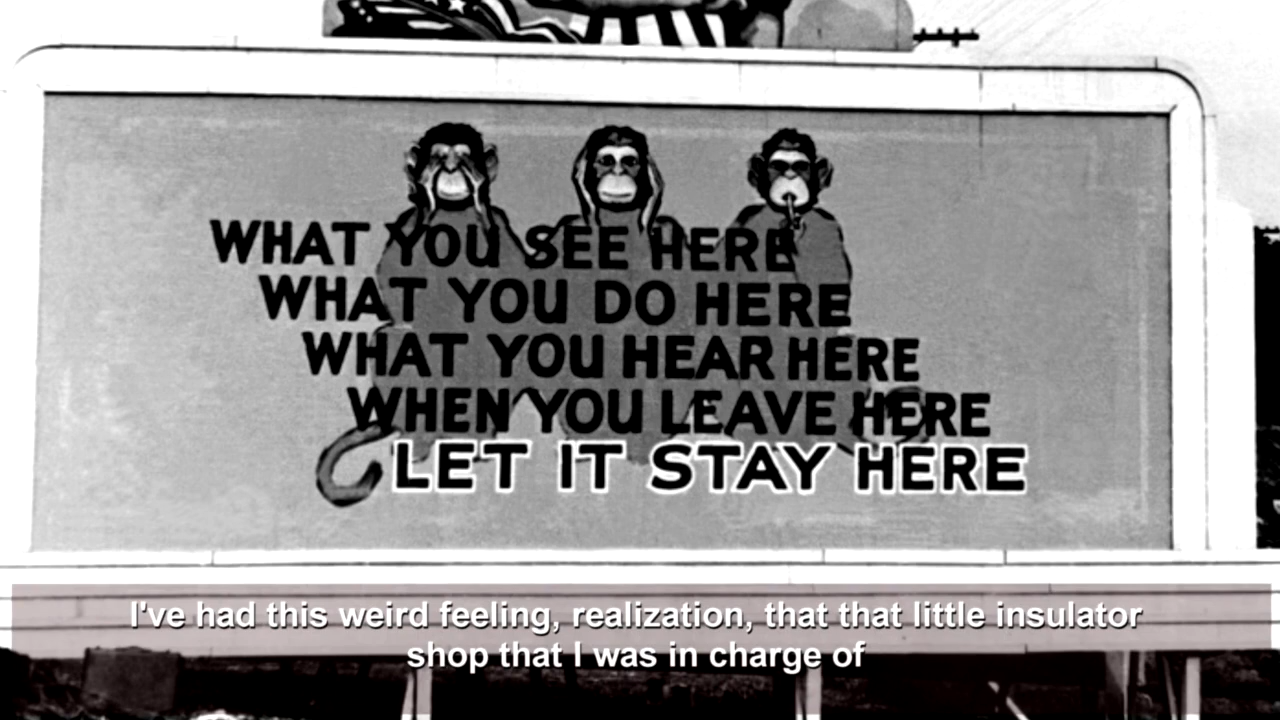 WHAT YOU SEE HERE
WHAT YOU DO HERE
WHAT YOU HEAR HERE
WHEN YOU LEAVE HERE
LET IT STAY HERE
I've had this weird feeling, realization, that that little insulator
shop that I was in charge of